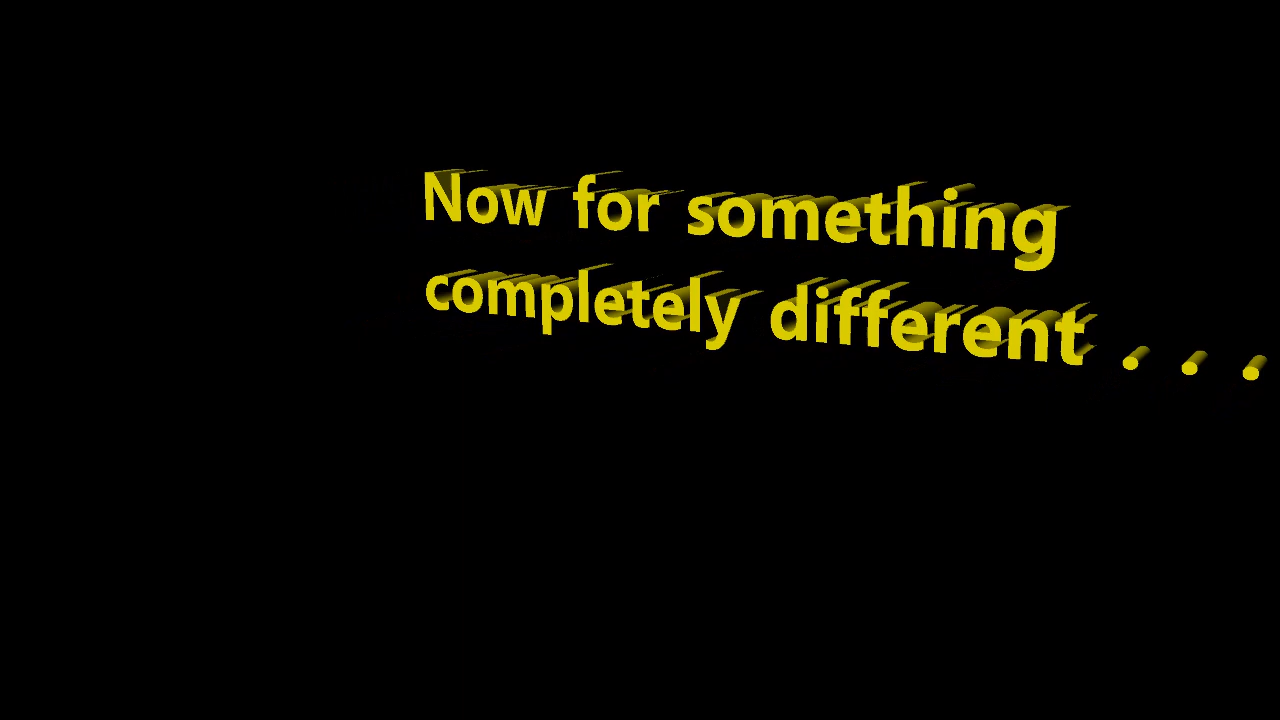 Now for something
completely different . . .